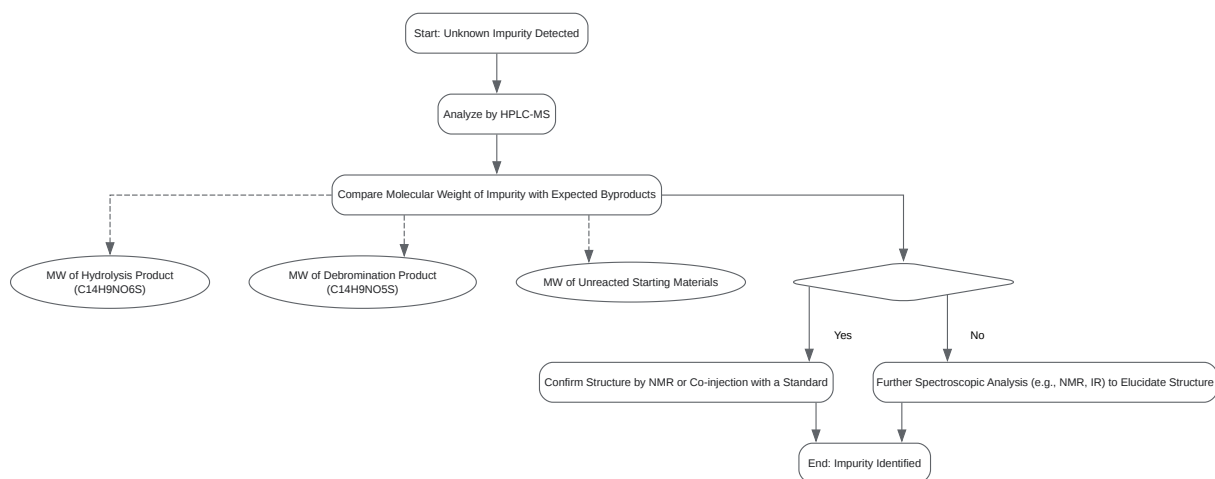 Start: Unknown Impurity Detected
Analyze by HPLC-MS
Compare Molecular Weight of Impurity with Expected Byproducts
MW of Hydrolysis Product
(C14H9NO6S)
MW of Debromination Product
(C14H9NO5S)
MW of Unreacted Starting Materials
Yes
No
Confirm Structure by NMR or Co-injection with a Standard
Further Spectroscopic Analysis (e.g., NMR, IR) to Elucidate Structure
End: Impurity Identified